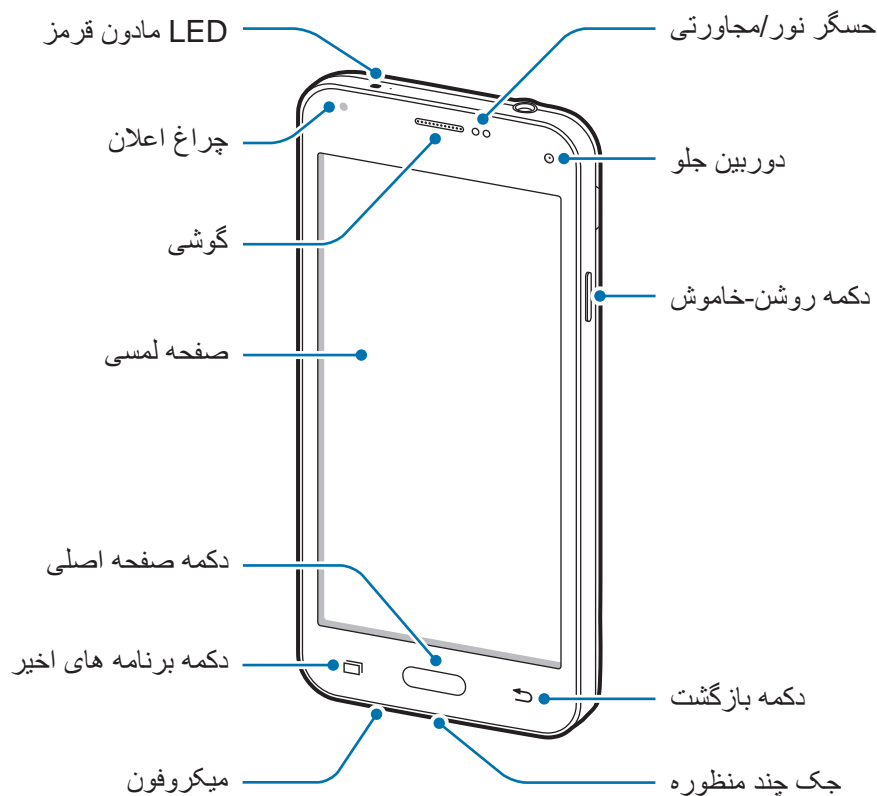 حسگر نور/مجاورتی
دوربین جلو
دکمه روشن-خاموش
دکمه بازگشت
جک چند منظوره
LED مادون قرمز
چراغ اعلان
گوشی
صفحه لمسی
دکمه صفحه اصلی
دکمه برنامه های اخیر
میکروفون